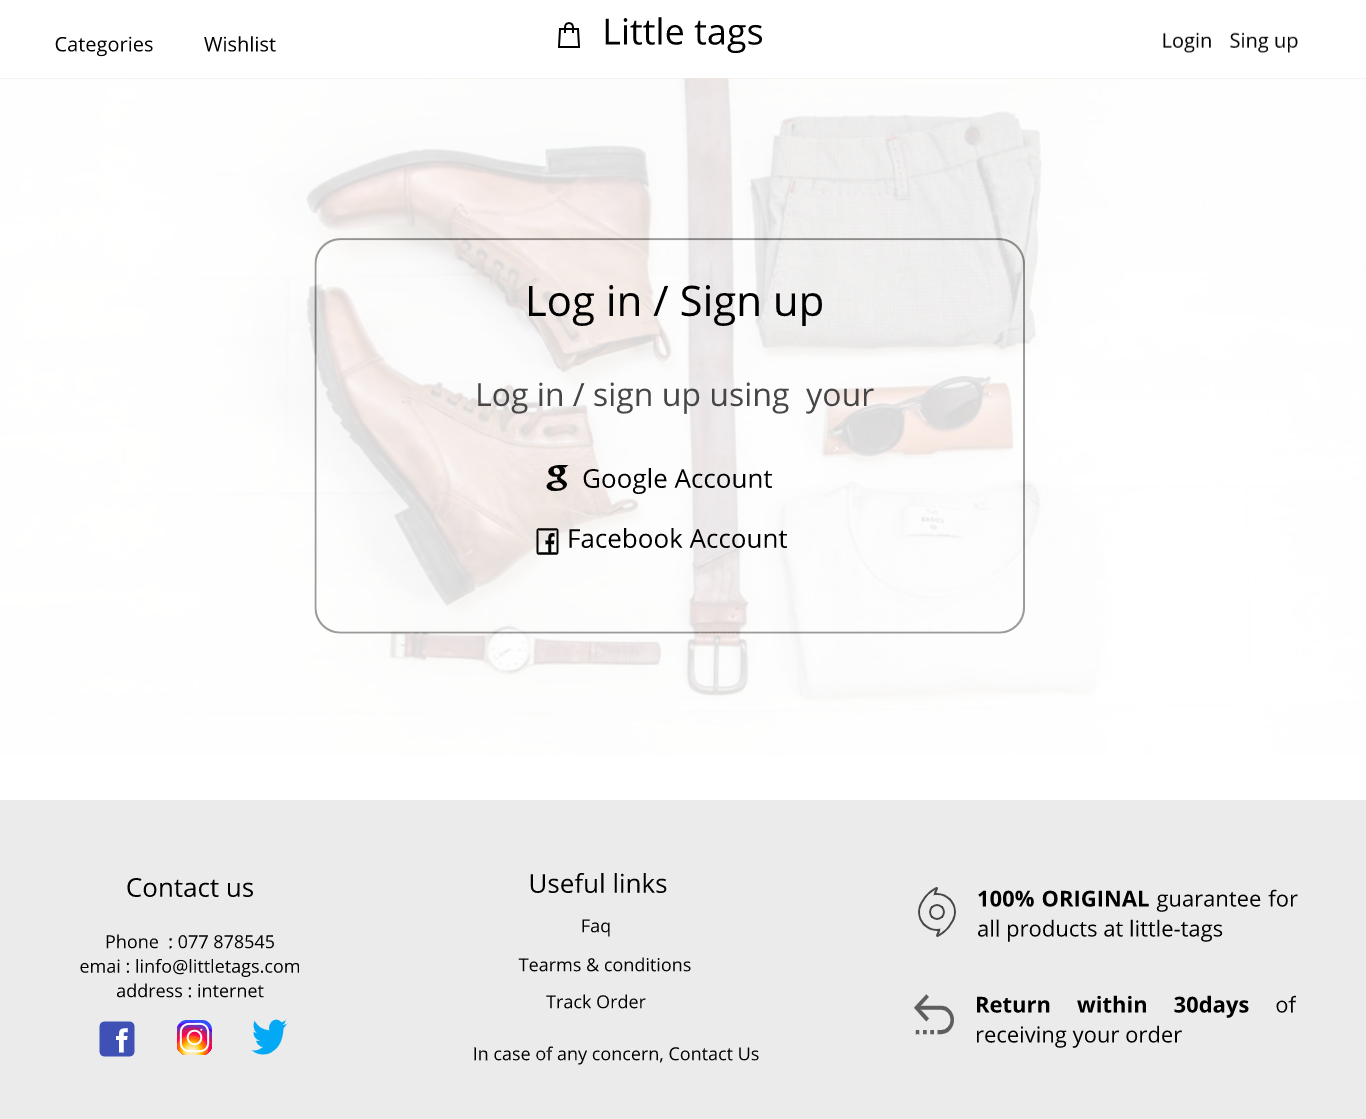 Categories Wishlist Little tags Login Sing up
Log in / Sign up
Log in / sign up using  your
Google Account
Facebook Account
Contact us
Phone  : 077 878545
emai : linfo@littletags.com
address : internet
Useful links
Faq
Tearms & conditions
Track Order
In case of any concern, Contact Us
100% ORIGINAL guarantee for
all products at little-tags
Return within 30days of
receiving your order